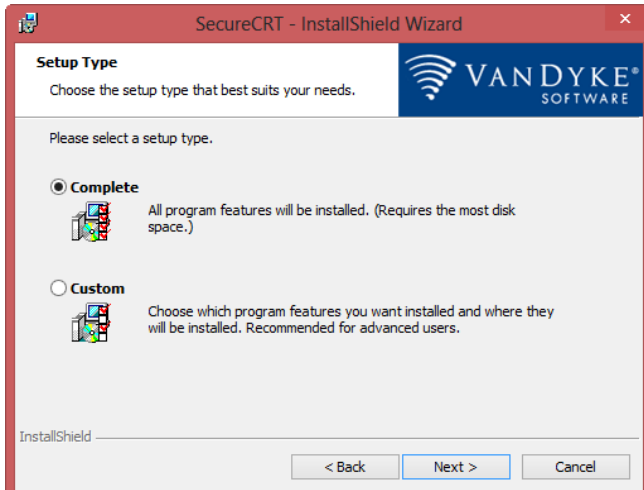 SecureCRT - InstallShield Wizard
Setup Type
Choose the setup type that best suits your needs.
VANDYKE®
SOFTWARE
Please select a setup type.
Complete
All program features will be installed. (Requires the most disk
space.)
Custom
Choose which program features you want installed and where they
will be installed. Recommended for advanced users.
InstallShield
< Back Next > Cancel